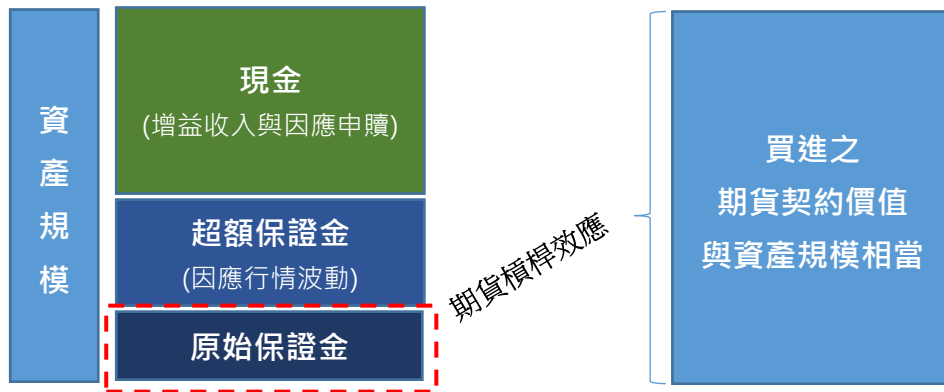 資
產
規
模
現金
(增益收入與因應申贖)
超額保證金
(因應行情波動)
原始保證金
期貨槓桿效應
買進之
期貨契約價值
與資產規模相當